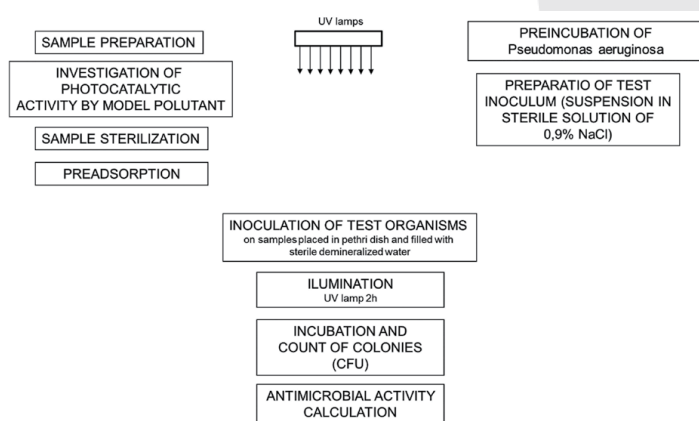 UV lamps
SAMPLE PREPARATION
INVESTIGATION OF
PHOTOCATALYTIC
ACTIVITY BY MODEL POLUTANT
SAMPLE STERILIZATION
PREADSORPTION
PREINCUBATION OF
Pseudomonas aeruginosa
PREPARATIO OF TEST
INOCULUM (SUSPENSION IN
STERILE SOLUTION OF
0,9% NaCl)
INOCULATION OF TEST ORGANISMS
on samples placed in pethri dish and filled with
sterile demineralized water
ILUMINATION
UV lamp 2h
INCUBATION AND
COUNT OF COLONIES
(CFU)
ANTIMICROBIAL ACTIVITY
CALCULATION